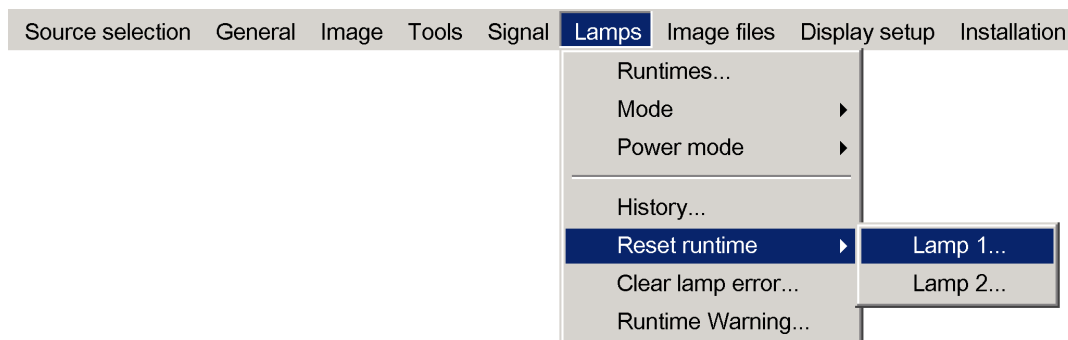 Source selection General Image Tools Signal Lamps Image files Display setup Installation
Runtimes...
Mode
Power mode
History...
Reset runtime Lamp 1...
Clear lamp error... Lamp 2...
Runtime Warning...